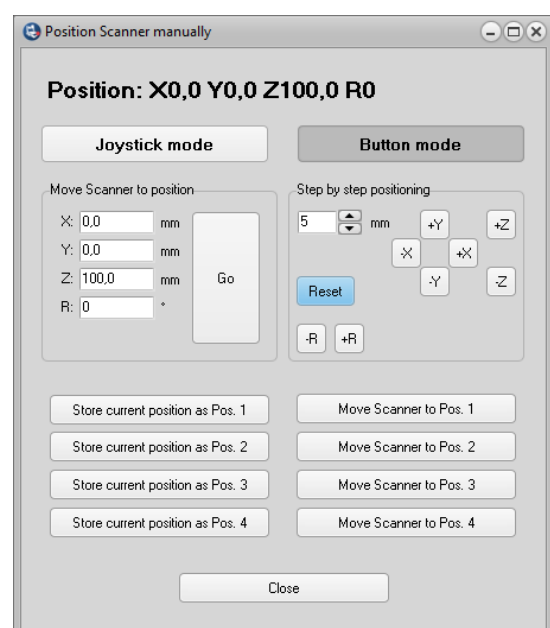 Position Scanner manually
Position: X0,0 Y0,0 Z100,0 R0
Joystick mode
Button mode
Move Scanner to position
X: 0,0 mm
Y: 0,0 mm
Z: 100,0 mm
R: 0 °
Go
Step by step positioning
5 mm
+Y
+Z
-X
+X
-Y
-Z
Reset
-R
+R
Store current position as Pos. 1
Move Scanner to Pos. 1
Store current position as Pos. 2
Move Scanner to Pos. 2
Store current position as Pos. 3
Move Scanner to Pos. 3
Store current position as Pos. 4
Move Scanner to Pos. 4
Close